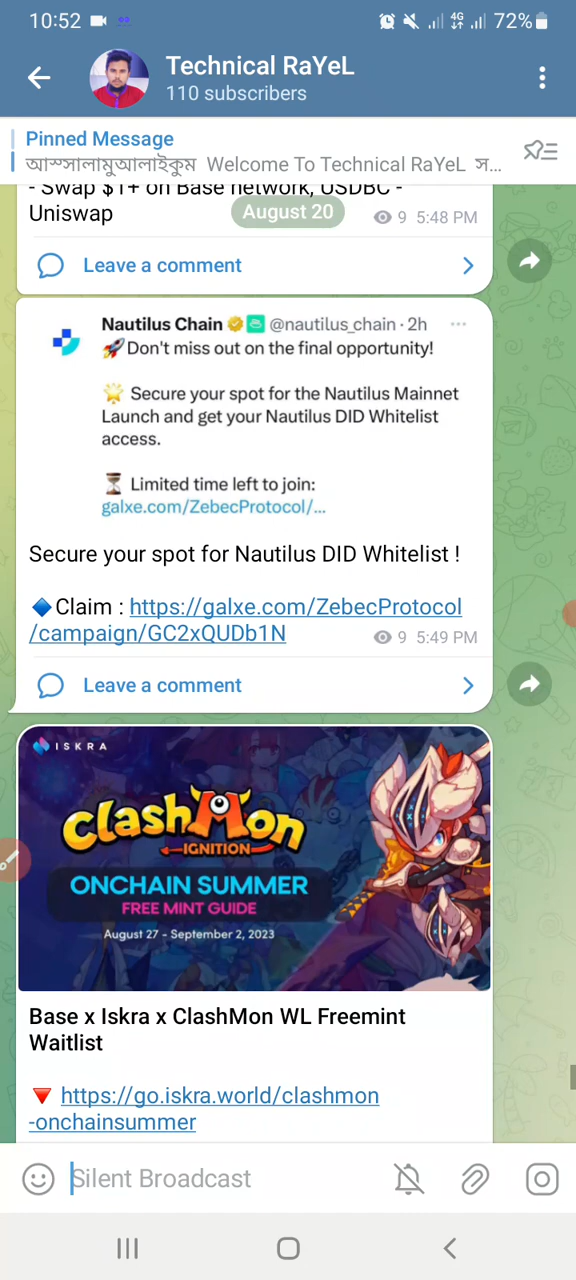 10:52 4G 72%
Technical RaYeL
110 subscribers
Pinned Message
আস্সালামুআলাইকুম Welcome To Technical RaYeL স...
- Swap $1+ on Base network, USDBC -
Uniswap
August 20
9 5:48 PM
Leave a comment
Nautilus Chain @nautilus_chain · 2h
🚀Don't miss out on the final opportunity!
🌟 Secure your spot for the Nautilus Mainnet
Launch and get your Nautilus DID Whitelist
access.
⏳ Limited time left to join:
galxe.com/ZebecProtocol/...
Secure your spot for Nautilus DID Whitelist !
🔷Claim : https://galxe.com/ZebecProtocol
/campaign/GC2xQUDb1N
9 5:49 PM
Leave a comment
ISKRA
ClashMon
IGNITION
ONCHAIN SUMMER
FREE MINT GUIDE
August 27 - September 2, 2023
Base x Iskra x ClashMon WL Freemint
Waitlist
🔻 https://go.iskra.world/clashmon
-onchainsummer
Silent Broadcast